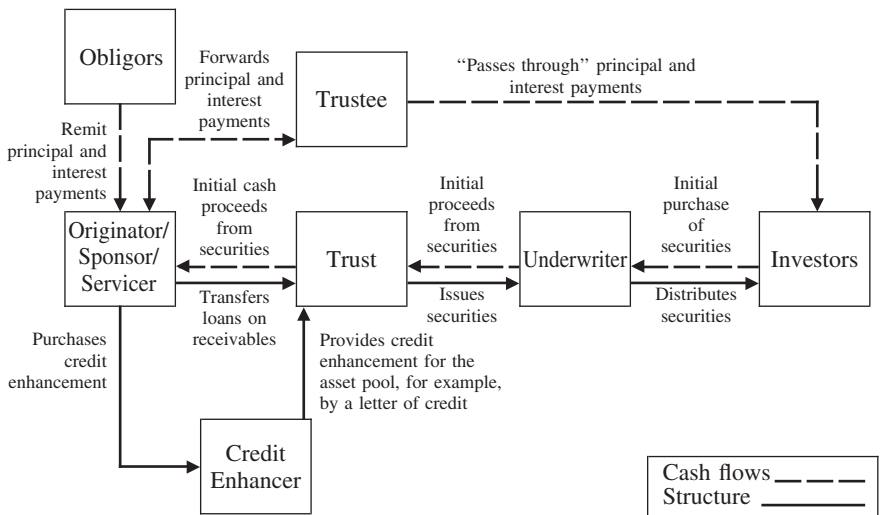 Obligors
Forwards
principal and
interest
payments
Trustee
“Passes through” principal and
interest payments
Remit
principal and
interest
payments
Originator/
Sponsor/
Servicer
Initial cash
proceeds
from
securities
Transfers
loans on
receivables
Trust
Initial
proceeds
from
securities
Issues
securities
Underwriter
Initial
purchase
of
securities
Distributes
securities
Investors
Purchases
credit
enhancement
Provides credit
enhancement for the
asset pool, for example,
by a letter of credit
Credit
Enhancer
Cash flows
Structure